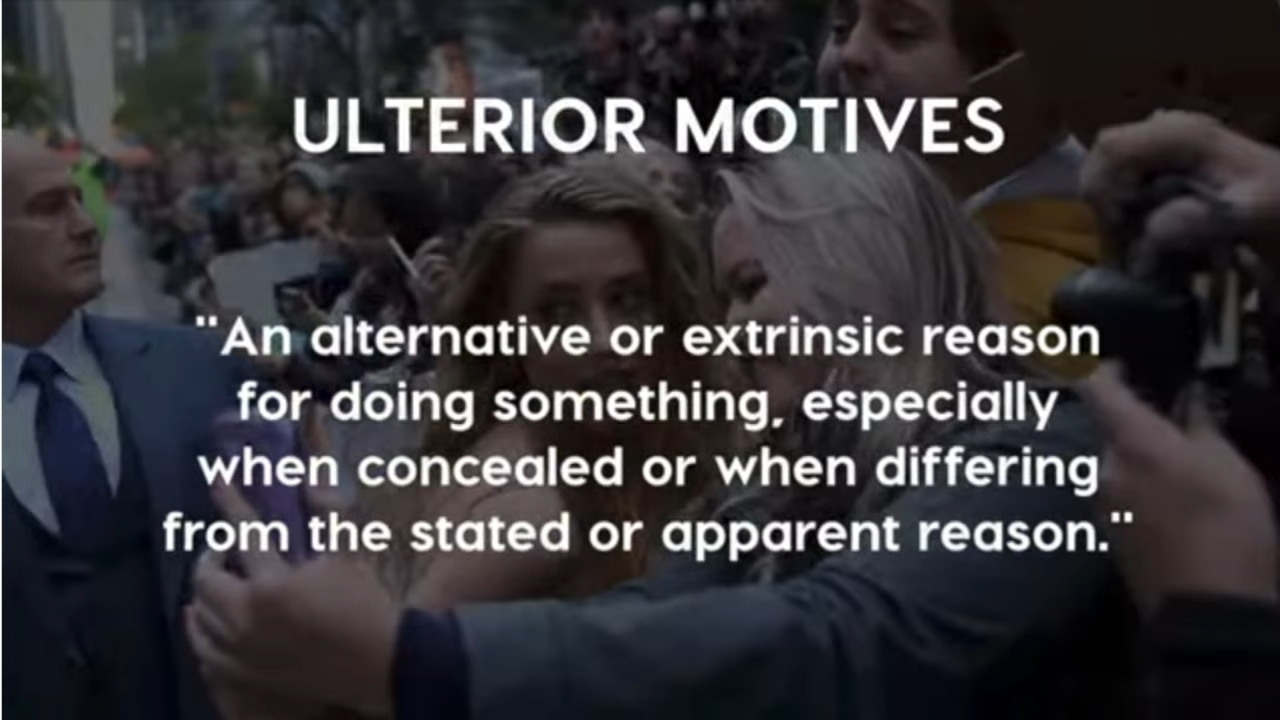 ULTERIOR MOTIVES
"An alternative or extrinsic reason
for doing something, especially
when concealed or when differing
from the stated or apparent reason."